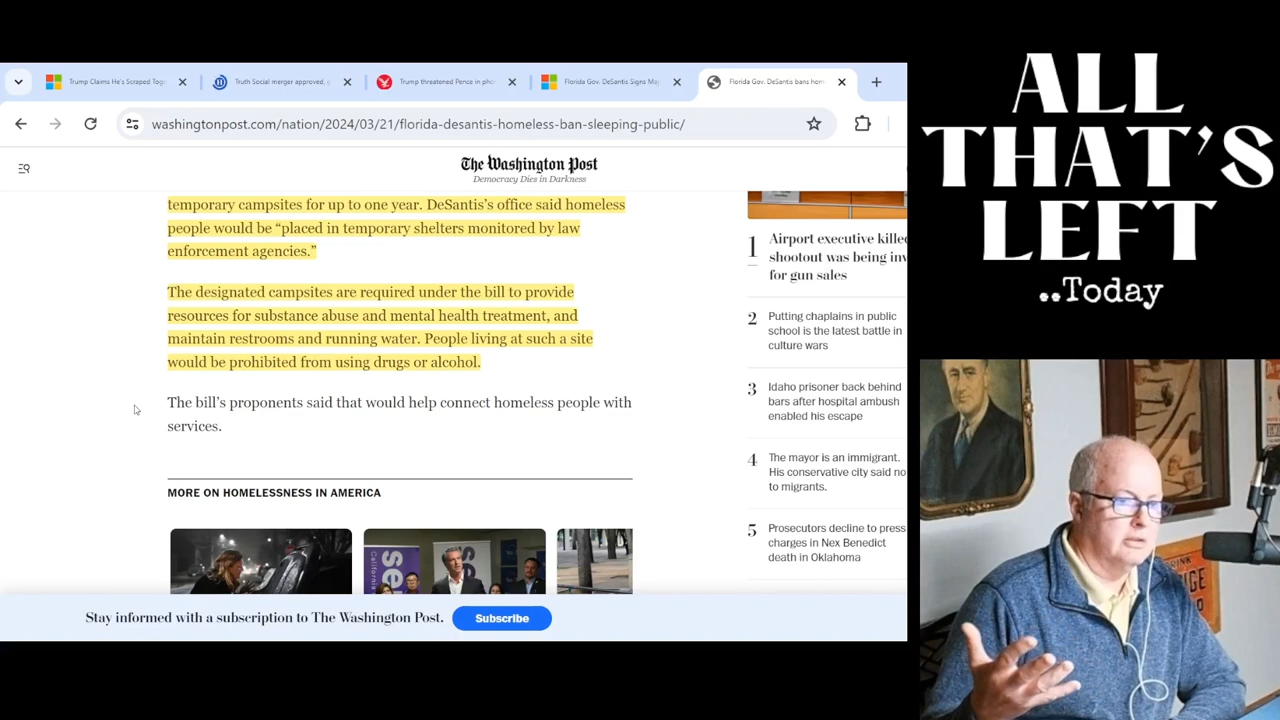 Trump Claims He's Scraped Tog
Truth Social merger approved,
Trump threatened Pence in pho
Florida Gov. DeSantis Signs Maj
Florida Gov. DeSantis bans hom
washingtonpost.com/nation/2024/03/21/florida-desantis-homeless-ban-sleeping-public/
The Washington Post
Democracy Dies in Darkness
temporary campsites for up to one year. DeSantis's office said homeless
people would be “placed in temporary shelters monitored by law
enforcement agencies.”
The designated campsites are required under the bill to provide
resources for substance abuse and mental health treatment, and
maintain restrooms and running water. People living at such a site
would be prohibited from using drugs or alcohol.
The bill's proponents said that would help connect homeless people with
services.
MORE ON HOMELESSNESS IN AMERICA
1 Airport executive killed
shootout was being inv
for gun sales
2 Putting chaplains in public
school is the latest battle in
culture wars
3 Idaho prisoner back behind
bars after hospital ambush
enabled his escape
4 The mayor is an immigrant.
His conservative city said no
to migrants.
5 Prosecutors decline to press
charges in Nex Benedict
death in Oklahoma
Stay informed with a subscription to The Washington Post.
Subscribe
ALL
THAT'S
LEFT
..Today